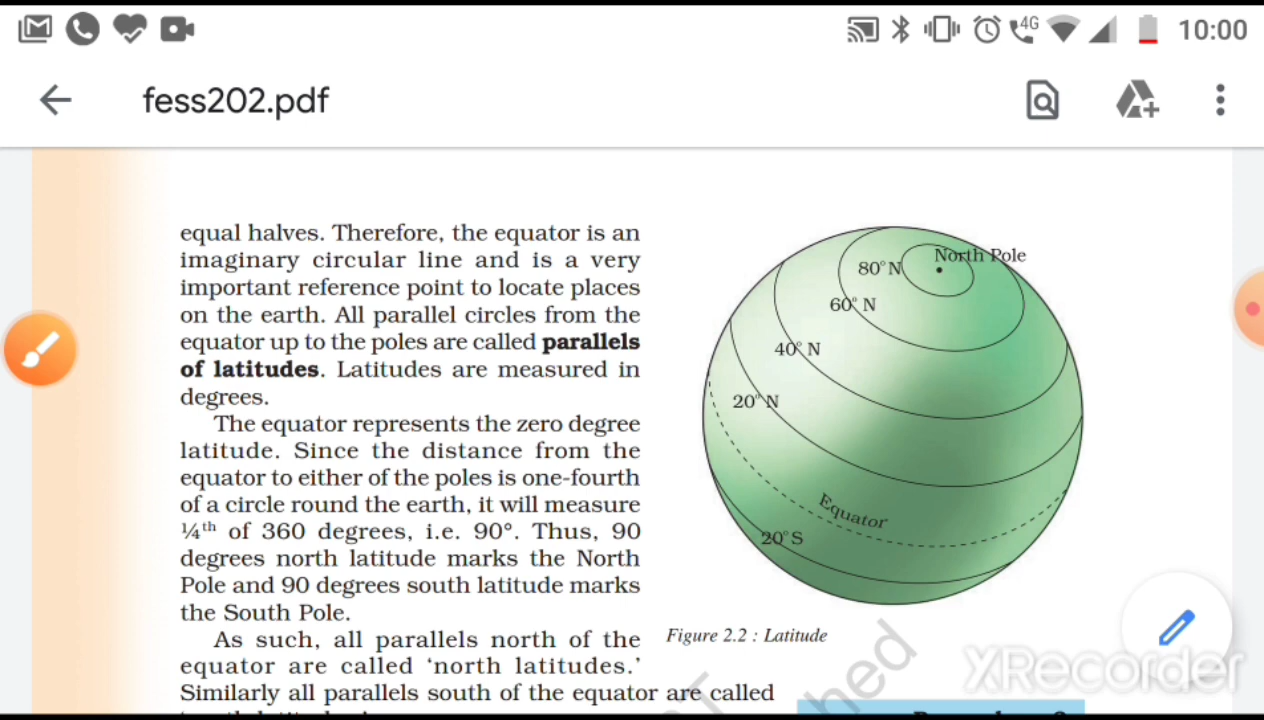 10:00
fess202.pdf
equal halves. Therefore, the equator is an
imaginary circular line and is a very
important reference point to locate places
on the earth. All parallel circles from the
equator up to the poles are called parallels
of latitudes. Latitudes are measured in
degrees.
The equator represents the zero degree
latitude. Since the distance from the
equator to either of the poles is one-fourth
of a circle round the earth, it will measure
¼th of 360 degrees, i.e. 90°. Thus, 90
degrees north latitude marks the North
Pole and 90 degrees south latitude marks
the South Pole.
As such, all parallels north of the
equator are called ‘north latitudes.’
Similarly all parallels south of the equator are called
North Pole
80° N
60° N
40° N
20° N
Equator
20° S
Figure 2.2 : Latitude
4G
XRecorder